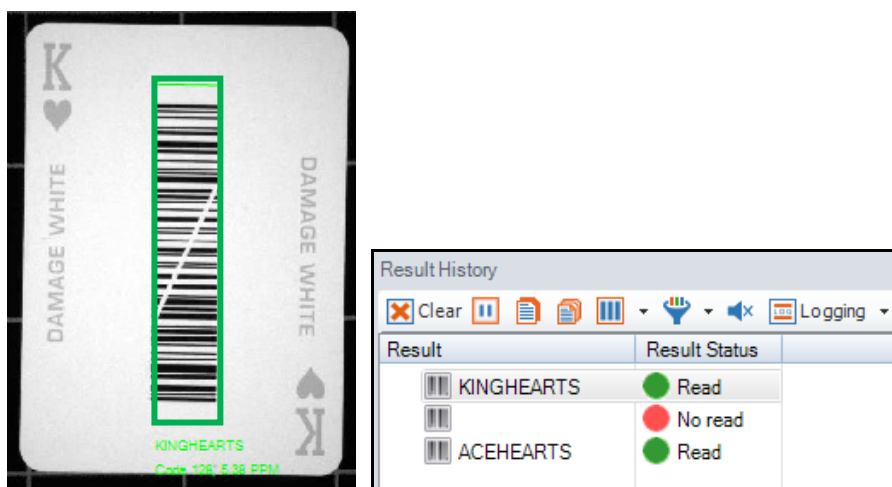 K
DAMAGE WHITE
DAMAGE WHITE
KINGHEARTS
Code 128; 5.38 PPM
K
Result History
Clear
Logging
Result Result Status
KINGHEARTS Read
No read
ACEHEARTS Read